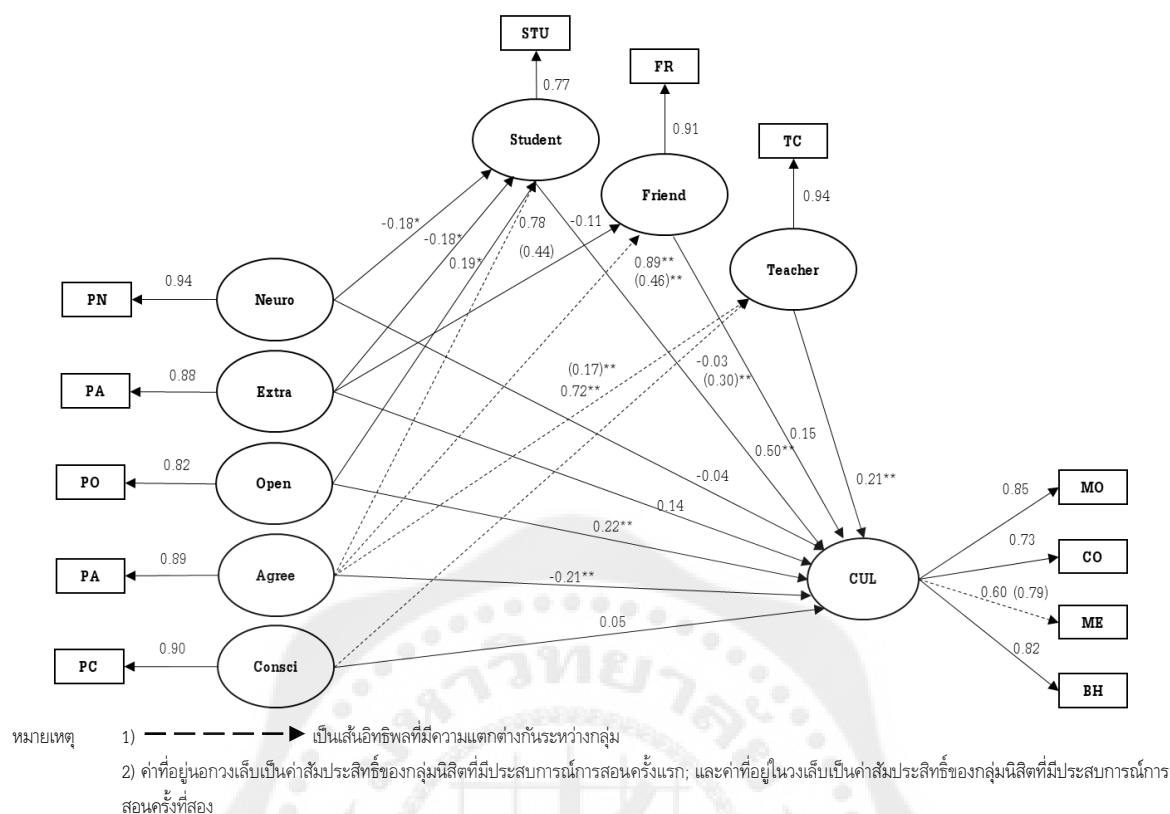 STU
FR
0.77
TC
0.91
Student
Friend
0.94
-0.18*
-0.18*
0.78
-0.11
(0.44)
0.19*
0.89**
(0.46)**
Teacher
PN
0.94
Neuro
-0.03
(0.30)**
(0.17)**
0.72**
PA
0.88
Extra
0.15
0.50**
PO
0.82
Open
-0.04
0.21**
0.14
0.22**
0.85
MO
0.73
CO
PA
0.89
Agree
-0.21**
CUL
0.60 (0.79)
ME
0.05
0.82
PC
0.90
Consci
BH
มหาวิทยาลัย
หมายเหตุ 1) เป็นเส้นอิทธิพลที่มีความแตกต่างกันระหว่างกลุ่ม
2) ค่าที่อยู่นอกวงเล็บเป็นค่าสัมประสิทธิ์ของกลุ่มนิสิตที่มีประสบการณ์การสอนครั้งแรก; และค่าที่อยู่ในวงเล็บเป็นค่าสัมประสิทธิ์ของกลุ่มนิสิตที่มีประสบการณ์การ
สอนครั้งที่สอง